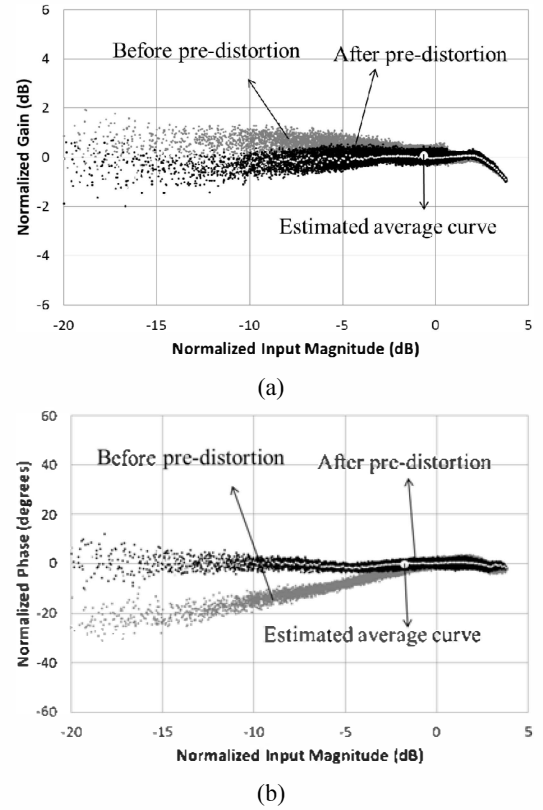 6
Before pre-distortion
After pre-distortion
4
2
0
-2
Estimated average curve
-4
-6
Normalized Gain (dB)
-20 -15 -10 -5 0 5
Normalized Input Magnitude (dB)
(a)
60
40
Before pre-distortion
After pre-distortion
20
0
-20
Estimated average curve
-40
-60
Normalized Phase (degrees)
-20 -15 -10 -5 0 5
Normalized Input Magnitude (dB)
(b)